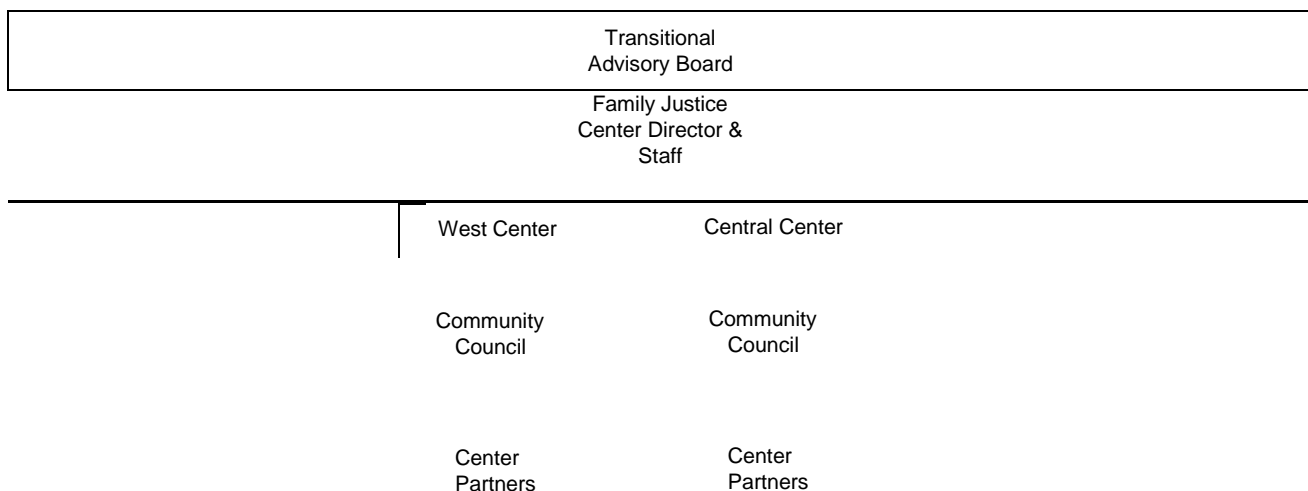 Transitional
Advisory Board
Family Justice
Center Director &
Staff
West Center
Central Center
Community
Council
Community
Council
Center
Partners
Center
Partners